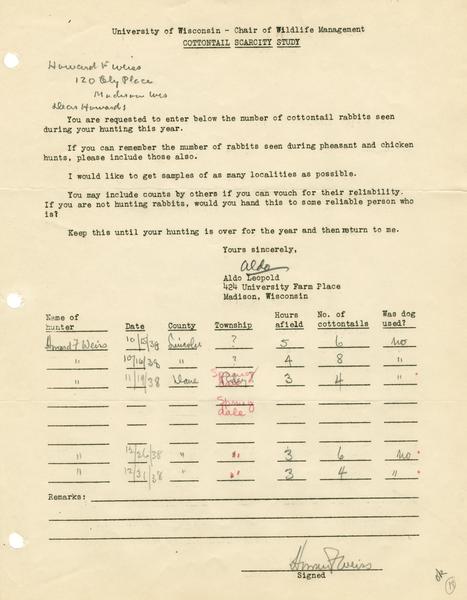 University of Wisconsin - Chair of Wildlife Management
COTTONTAIL SCARCITY STUDY
Howard F Weiss
120 Ely Place
Madison Wis
Dear Howard:
You are requested to enter below the number of cottontail rabbits seen
during your hunting this year.
If you can remember the number of rabbits seen during pheasant and chicken
hunts, please include those also.
I would like to get samples of as many localities as possible.
You may include counts by others if you can vouch for their reliability.
If you are not hunting rabbits, would you hand this to some reliable person who
is?
Keep this until your hunting is over for the year and then return to me.
Yours sincerely,
Aldo
Aldo Leopold
424 University Farm Place
Madison, Wisconsin
Name of hunter Date County Township Hours afield No. of cottontails Was dog used?
Howard F Weiss 10/15/38 Lincoln ? 5 6 no
" 10/16/38 " ? 4 8 "
" 11/19/38 Dane 3 4 "
Spring
dale
" 12/26/38 " " 3 6 no
" 12/31/38 " " 3 4 "
Remarks:
Howard F Weiss
Signed
OK